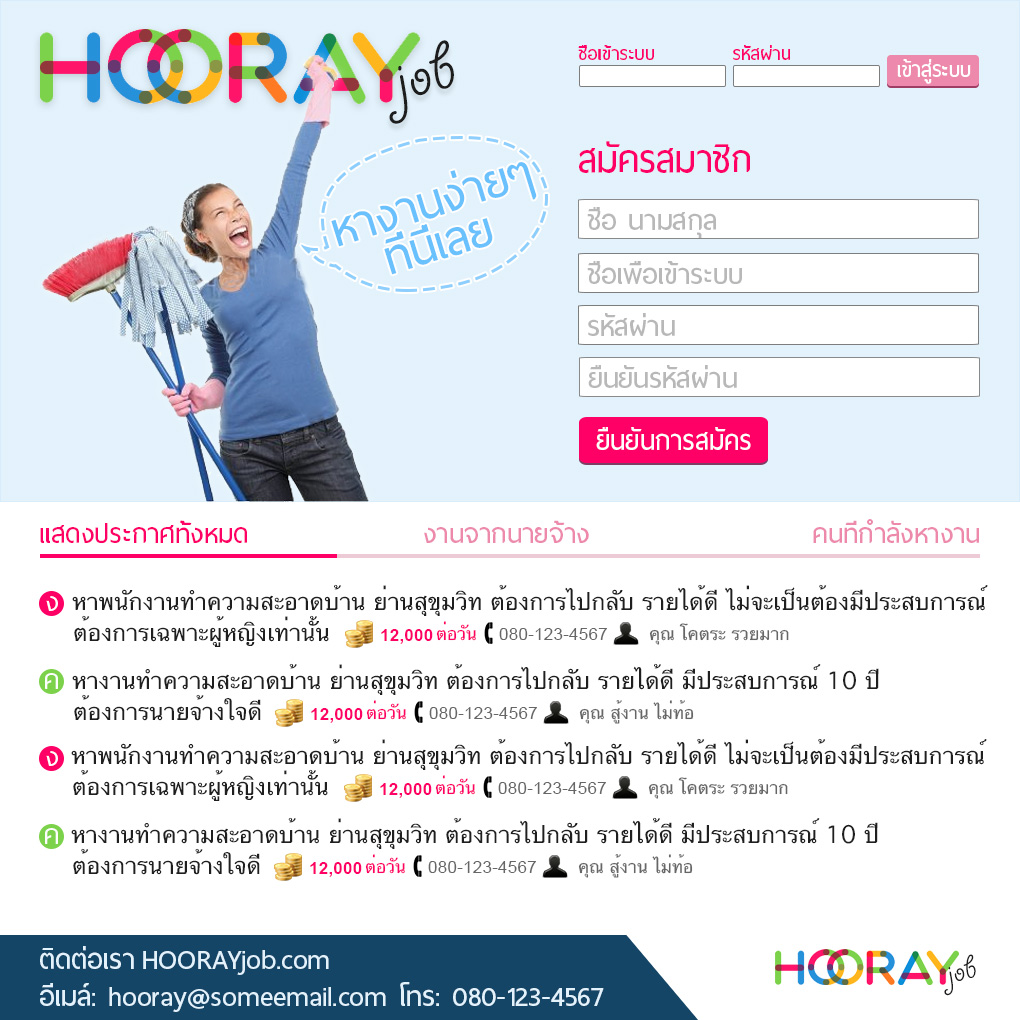 HOORAYjob
ชื่อเข้าระบบ
รหัสผ่าน
เข้าสู่ระบบ
หางานง่ายๆ
ที่นี่เลย
สมัครสมาชิก
ชื่อ นามสกุล
ชื่อเพื่อเข้าระบบ
รหัสผ่าน
ยืนยันรหัสผ่าน
ยืนยันการสมัคร
แสดงประกาศทั้งหมด
งานจากนายจ้าง
คนที่กำลังหางาน
ง หาพนักงานทำความสะอาดบ้าน ย่านสุขุมวิท ต้องการไปกลับ รายได้ดี ไม่จะเป็นต้องมีประสบการณ์
ต้องการเฉพาะผู้หญิงเท่านั้น 12,000 ต่อวัน 080-123-4567 คุณ โคตระ รวยมาก
ค หางานทำความสะอาดบ้าน ย่านสุขุมวิท ต้องการไปกลับ รายได้ดี มีประสบการณ์ 10 ปี
ต้องการนายจ้างใจดี 12,000 ต่อวัน 080-123-4567 คุณ สู้งาน ไม่ท้อ
ง หาพนักงานทำความสะอาดบ้าน ย่านสุขุมวิท ต้องการไปกลับ รายได้ดี ไม่จะเป็นต้องมีประสบการณ์
ต้องการเฉพาะผู้หญิงเท่านั้น 12,000 ต่อวัน 080-123-4567 คุณ โคตระ รวยมาก
ค หางานทำความสะอาดบ้าน ย่านสุขุมวิท ต้องการไปกลับ รายได้ดี มีประสบการณ์ 10 ปี
ต้องการนายจ้างใจดี 12,000 ต่อวัน 080-123-4567 คุณ สู้งาน ไม่ท้อ
ติดต่อเรา HOORAYjob.com
อีเมล์: hooray@someemail.com โทร: 080-123-4567
HOORAYjob